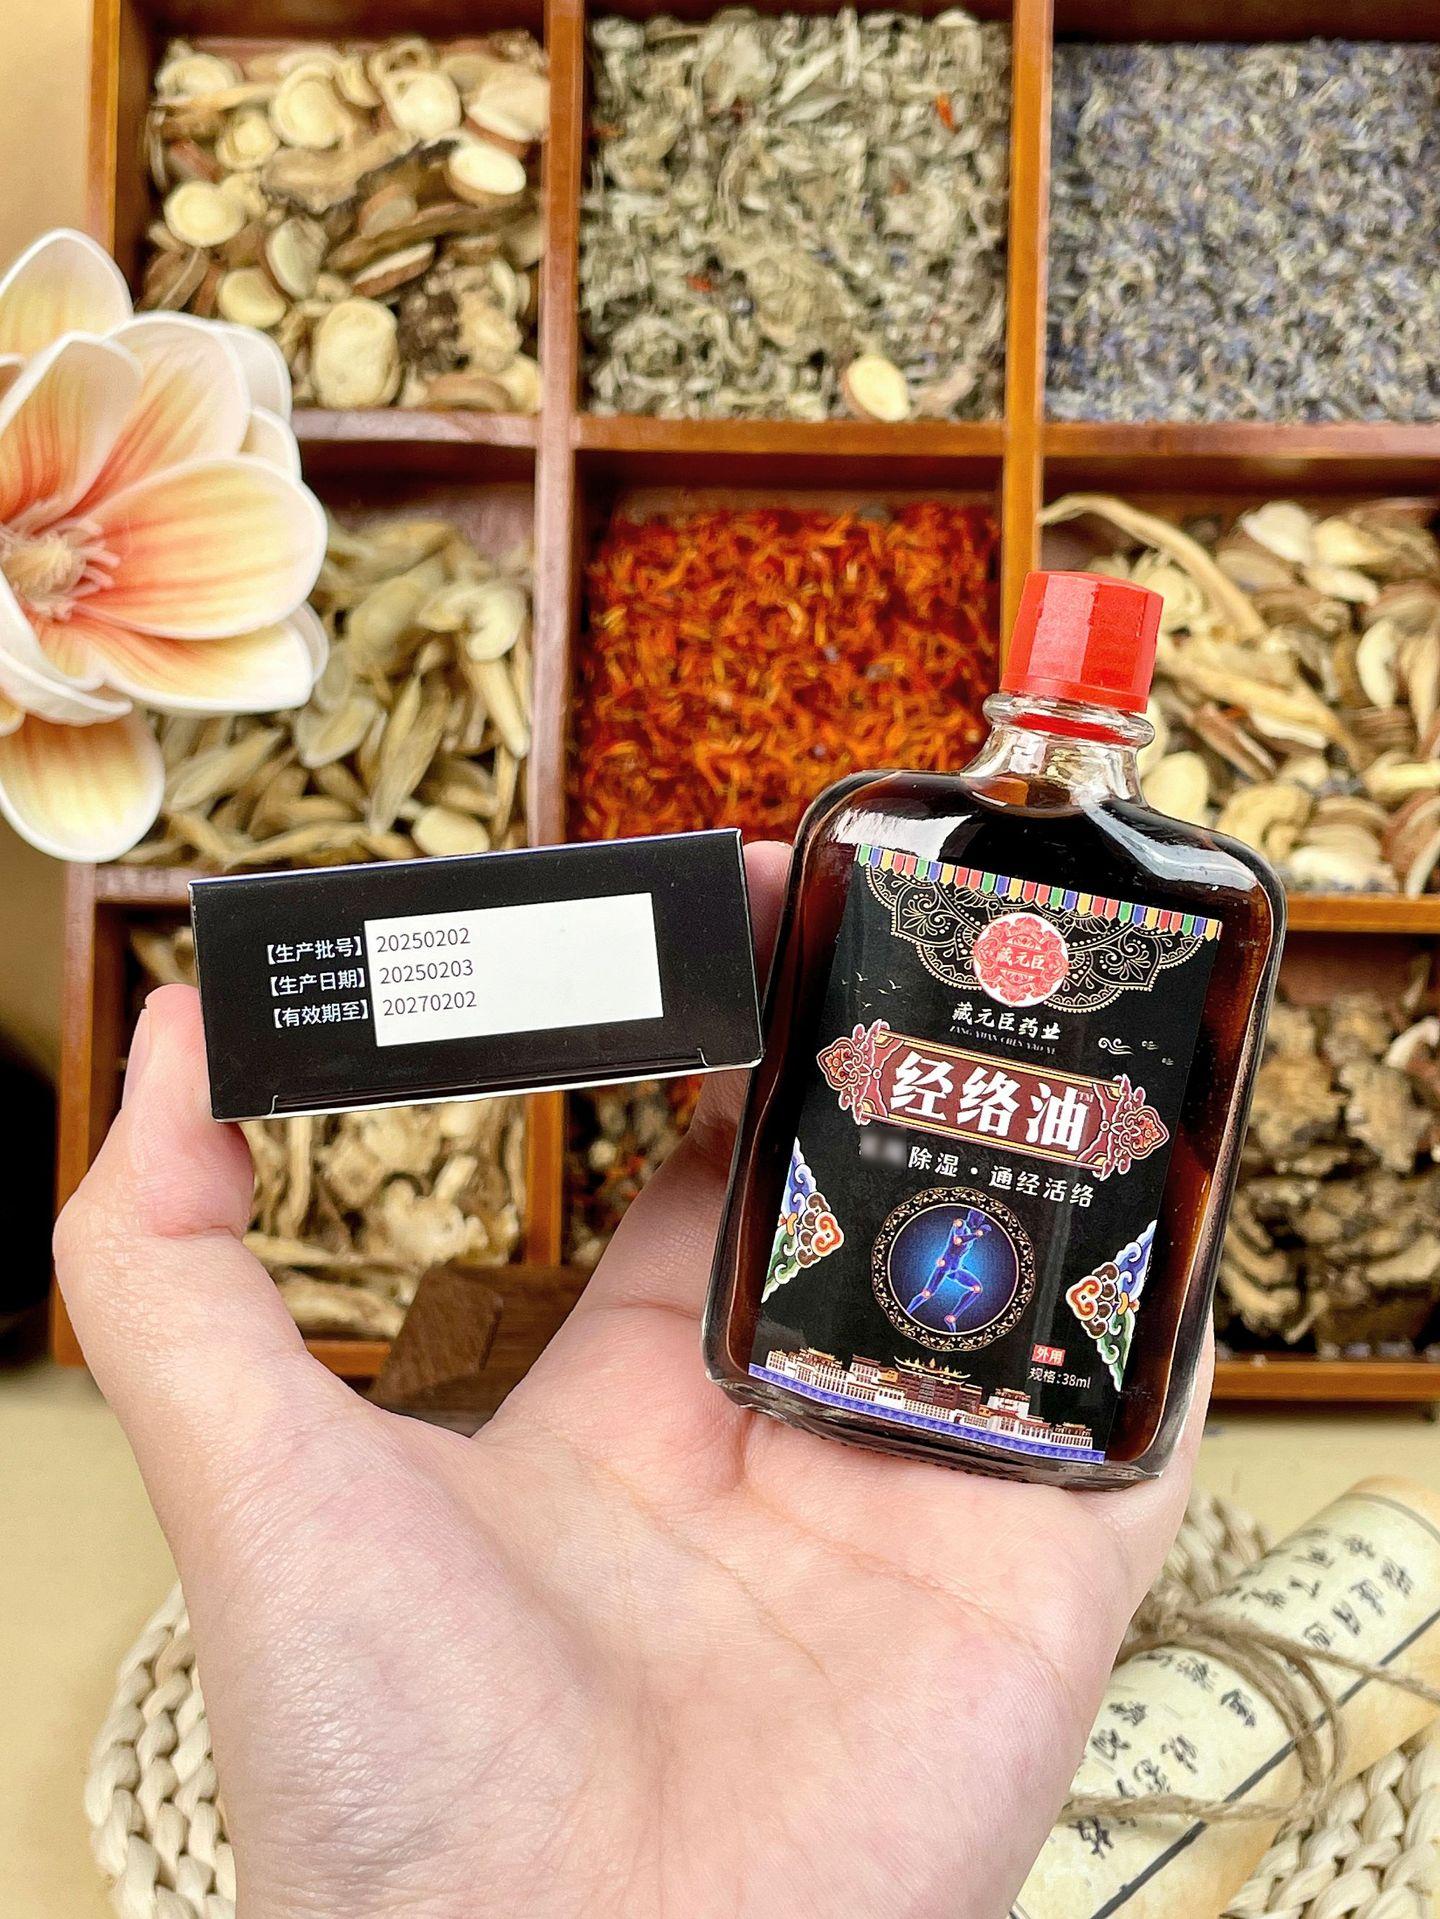 【生产批号】 20250202
【生产日期】 20250203
【有效期至】 20270202
藏元臣
藏元臣药业
ZANG YUAN CHEN YAO YE
经络油™
除湿·通经活络
外用
规格:38ml